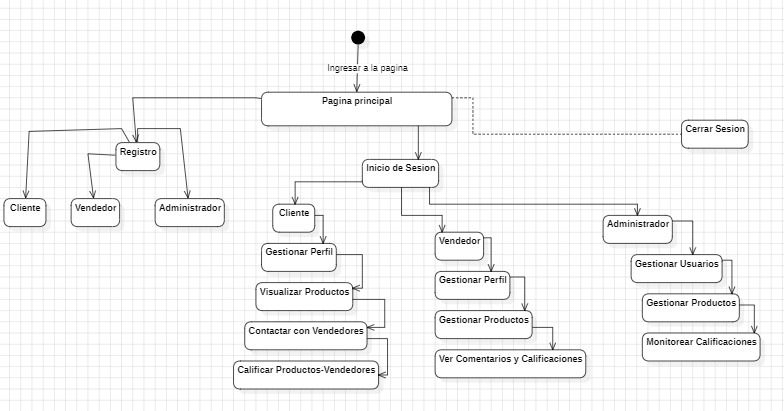 Ingresar a la pagina
Pagina principal
Cerrar Sesion
Registro
Inicio de Sesion
Cliente
Vendedor
Administrador
Cliente
Gestionar Perfil
Visualizar Productos
Contactar con Vendedores
Calificar Productos-Vendedores
Vendedor
Gestionar Perfil
Gestionar Productos
Ver Comentarios y Calificaciones
Administrador
Gestionar Usuarios
Gestionar Productos
Monitorear Calificaciones